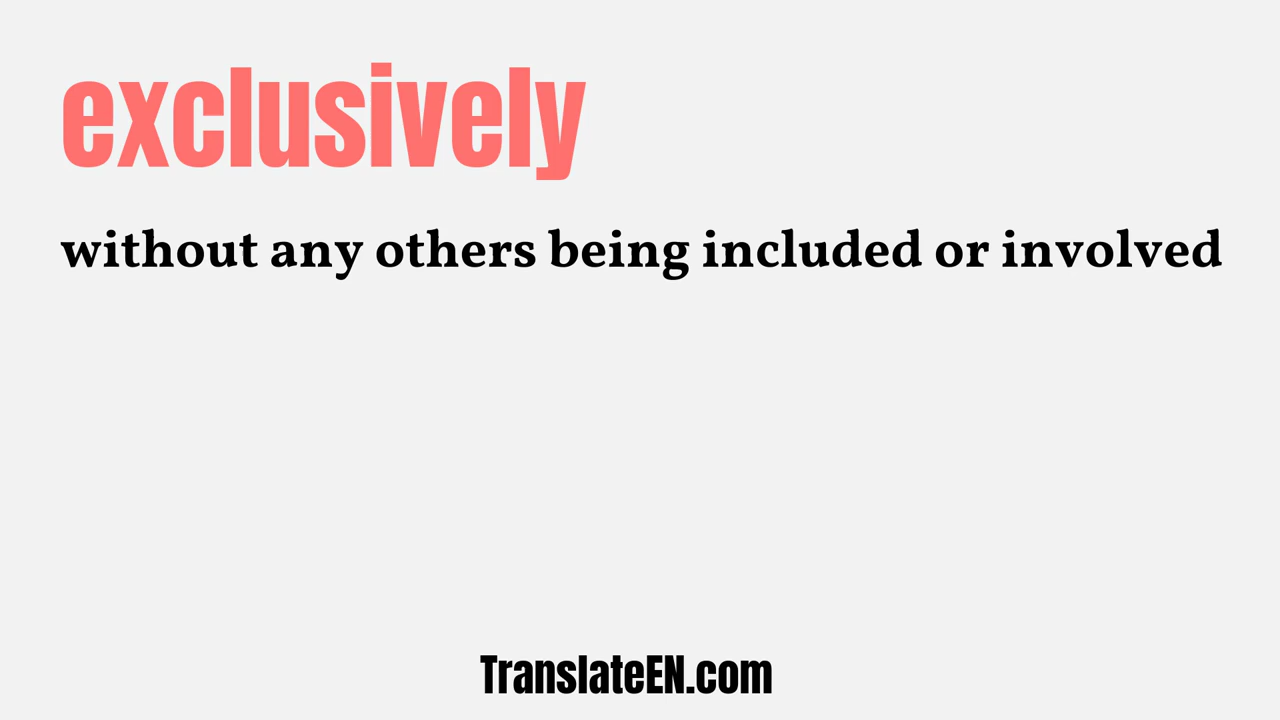 exclusively
without any others being included or involved
TranslateEN.com